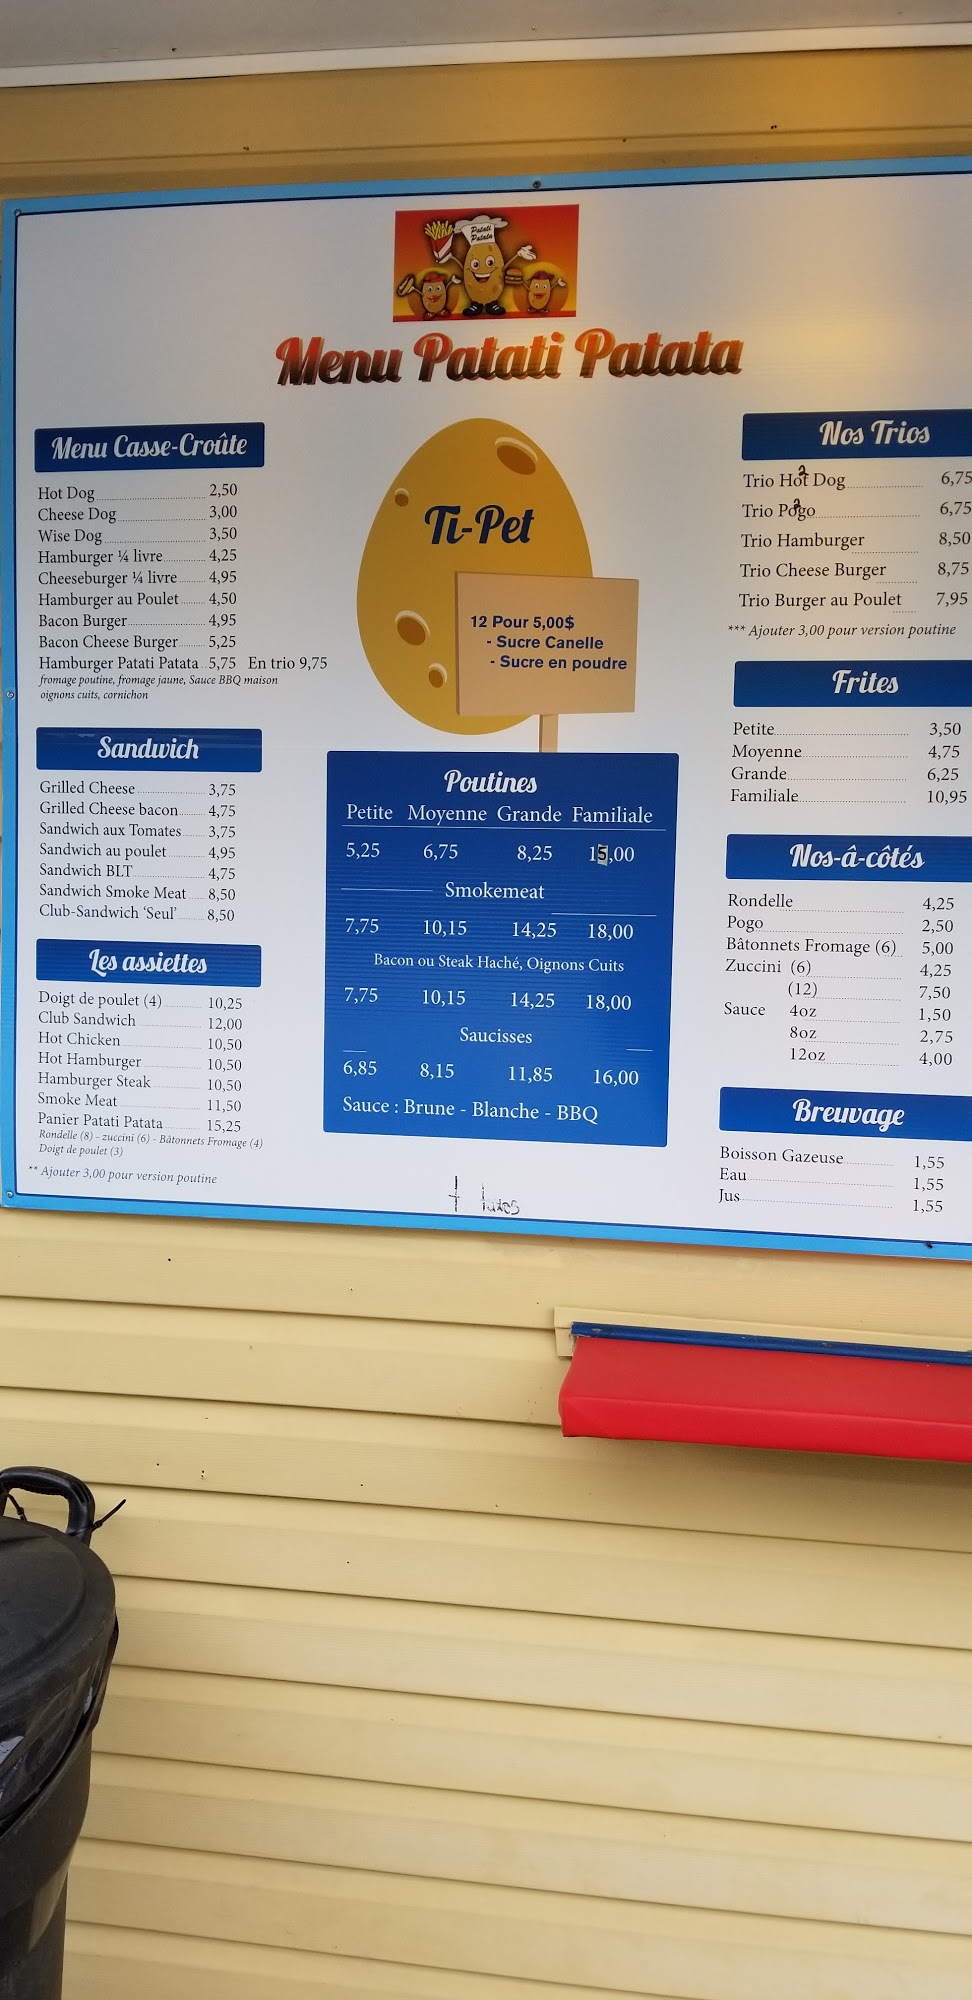 Patati
Patata
Menu Patati Patata
Menu Casse-Croûte
Hot Dog 2,50
Cheese Dog 3,00
Wise Dog 3,50
Hamburger ¼ livre 4,25
Cheeseburger ¼ livre 4,95
Hamburger au Poulet 4,50
Bacon Burger 4,95
Bacon Cheese Burger 5,25
Hamburger Patati Patata 5,75 En trio 9,75
fromage poutine, fromage jaune, Sauce BBQ maison
oignons cuits, cornichon
Sandwich
Grilled Cheese 3,75
Grilled Cheese bacon 4,75
Sandwich aux Tomates 3,75
Sandwich au poulet 4,95
Sandwich BLT 4,75
Sandwich Smoke Meat 8,50
Club-Sandwich 'Seul' 8,50
Les assiettes
Doigt de poulet (4) 10,25
Club Sandwich 12,00
Hot Chicken 10,50
Hot Hamburger 10,50
Hamburger Steak 10,50
Smoke Meat 11,50
Panier Patati Patata 15,25
Rondelle (8) - zuccini (6) - Bâtonnets Fromage (4)
Doigt de poulet (3)
** Ajouter 3,00 pour version poutine
Ti-Pet
12 Pour 5,00$
- Sucre Canelle
- Sucre en poudre
Poutines
Petite Moyenne Grande Familiale
5,25 6,75 8,25 15,00
Smokemeat
7,75 10,15 14,25 18,00
Bacon ou Steak Haché, Oignons Cuits
7,75 10,15 14,25 18,00
Saucisses
6,85 8,15 11,85 16,00
Sauce : Brune - Blanche - BBQ
+ taxes
Nos Trios
2
Trio Hot Dog 6,75
2
Trio Pogo 6,75
Trio Hamburger 8,50
Trio Cheese Burger 8,75
Trio Burger au Poulet 7,95
*** Ajouter 3,00 pour version poutine
Frites
Petite 3,50
Moyenne 4,75
Grande 6,25
Familiale 10,95
Nos-â-côtés
Rondelle 4,25
Pogo 2,50
Bâtonnets Fromage (6) 5,00
Zuccini (6) 4,25
(12) 7,50
Sauce 4oz 1,50
8oz 2,75
12oz 4,00
Breuvage
Boisson Gazeuse 1,55
Eau 1,55
Jus 1,55